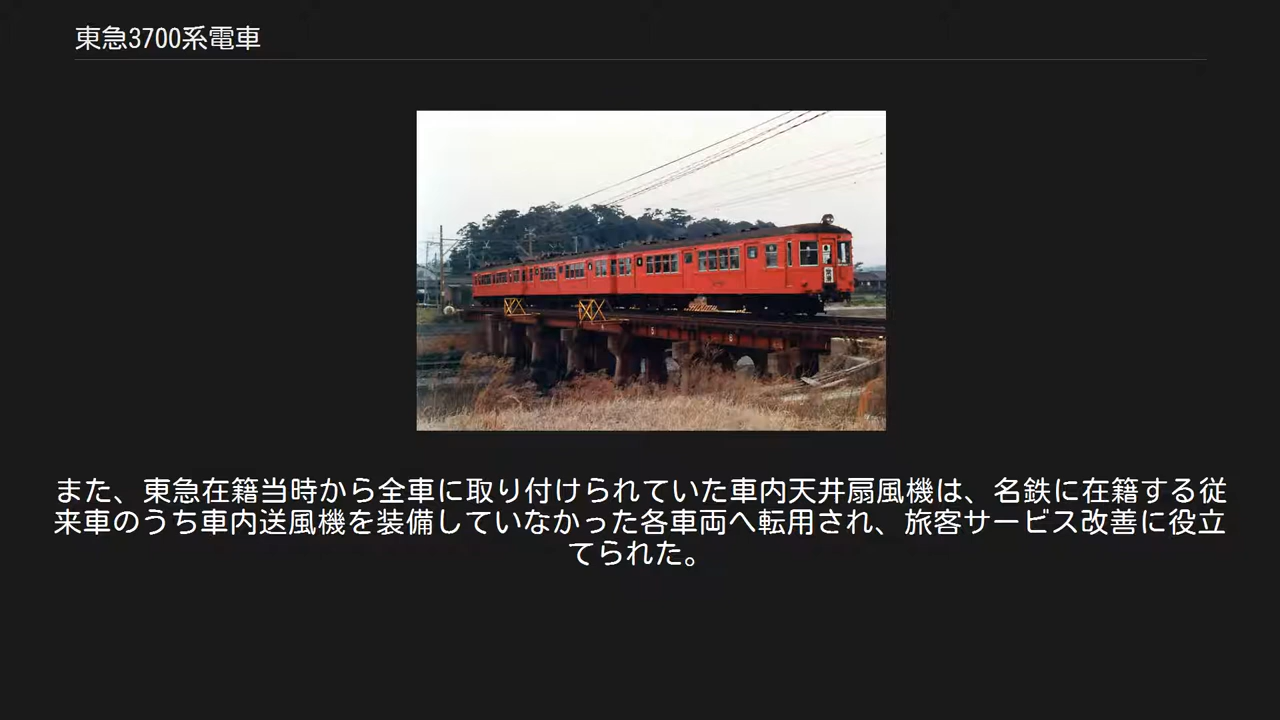 東急3700系電車
また、東急在籍当時から全車に取り付けられていた車内天井扇風機は、名鉄に在籍する従
来車のうち車内送風機を装備していなかった各車両へ転用され、旅客サービス改善に役立
てられた。